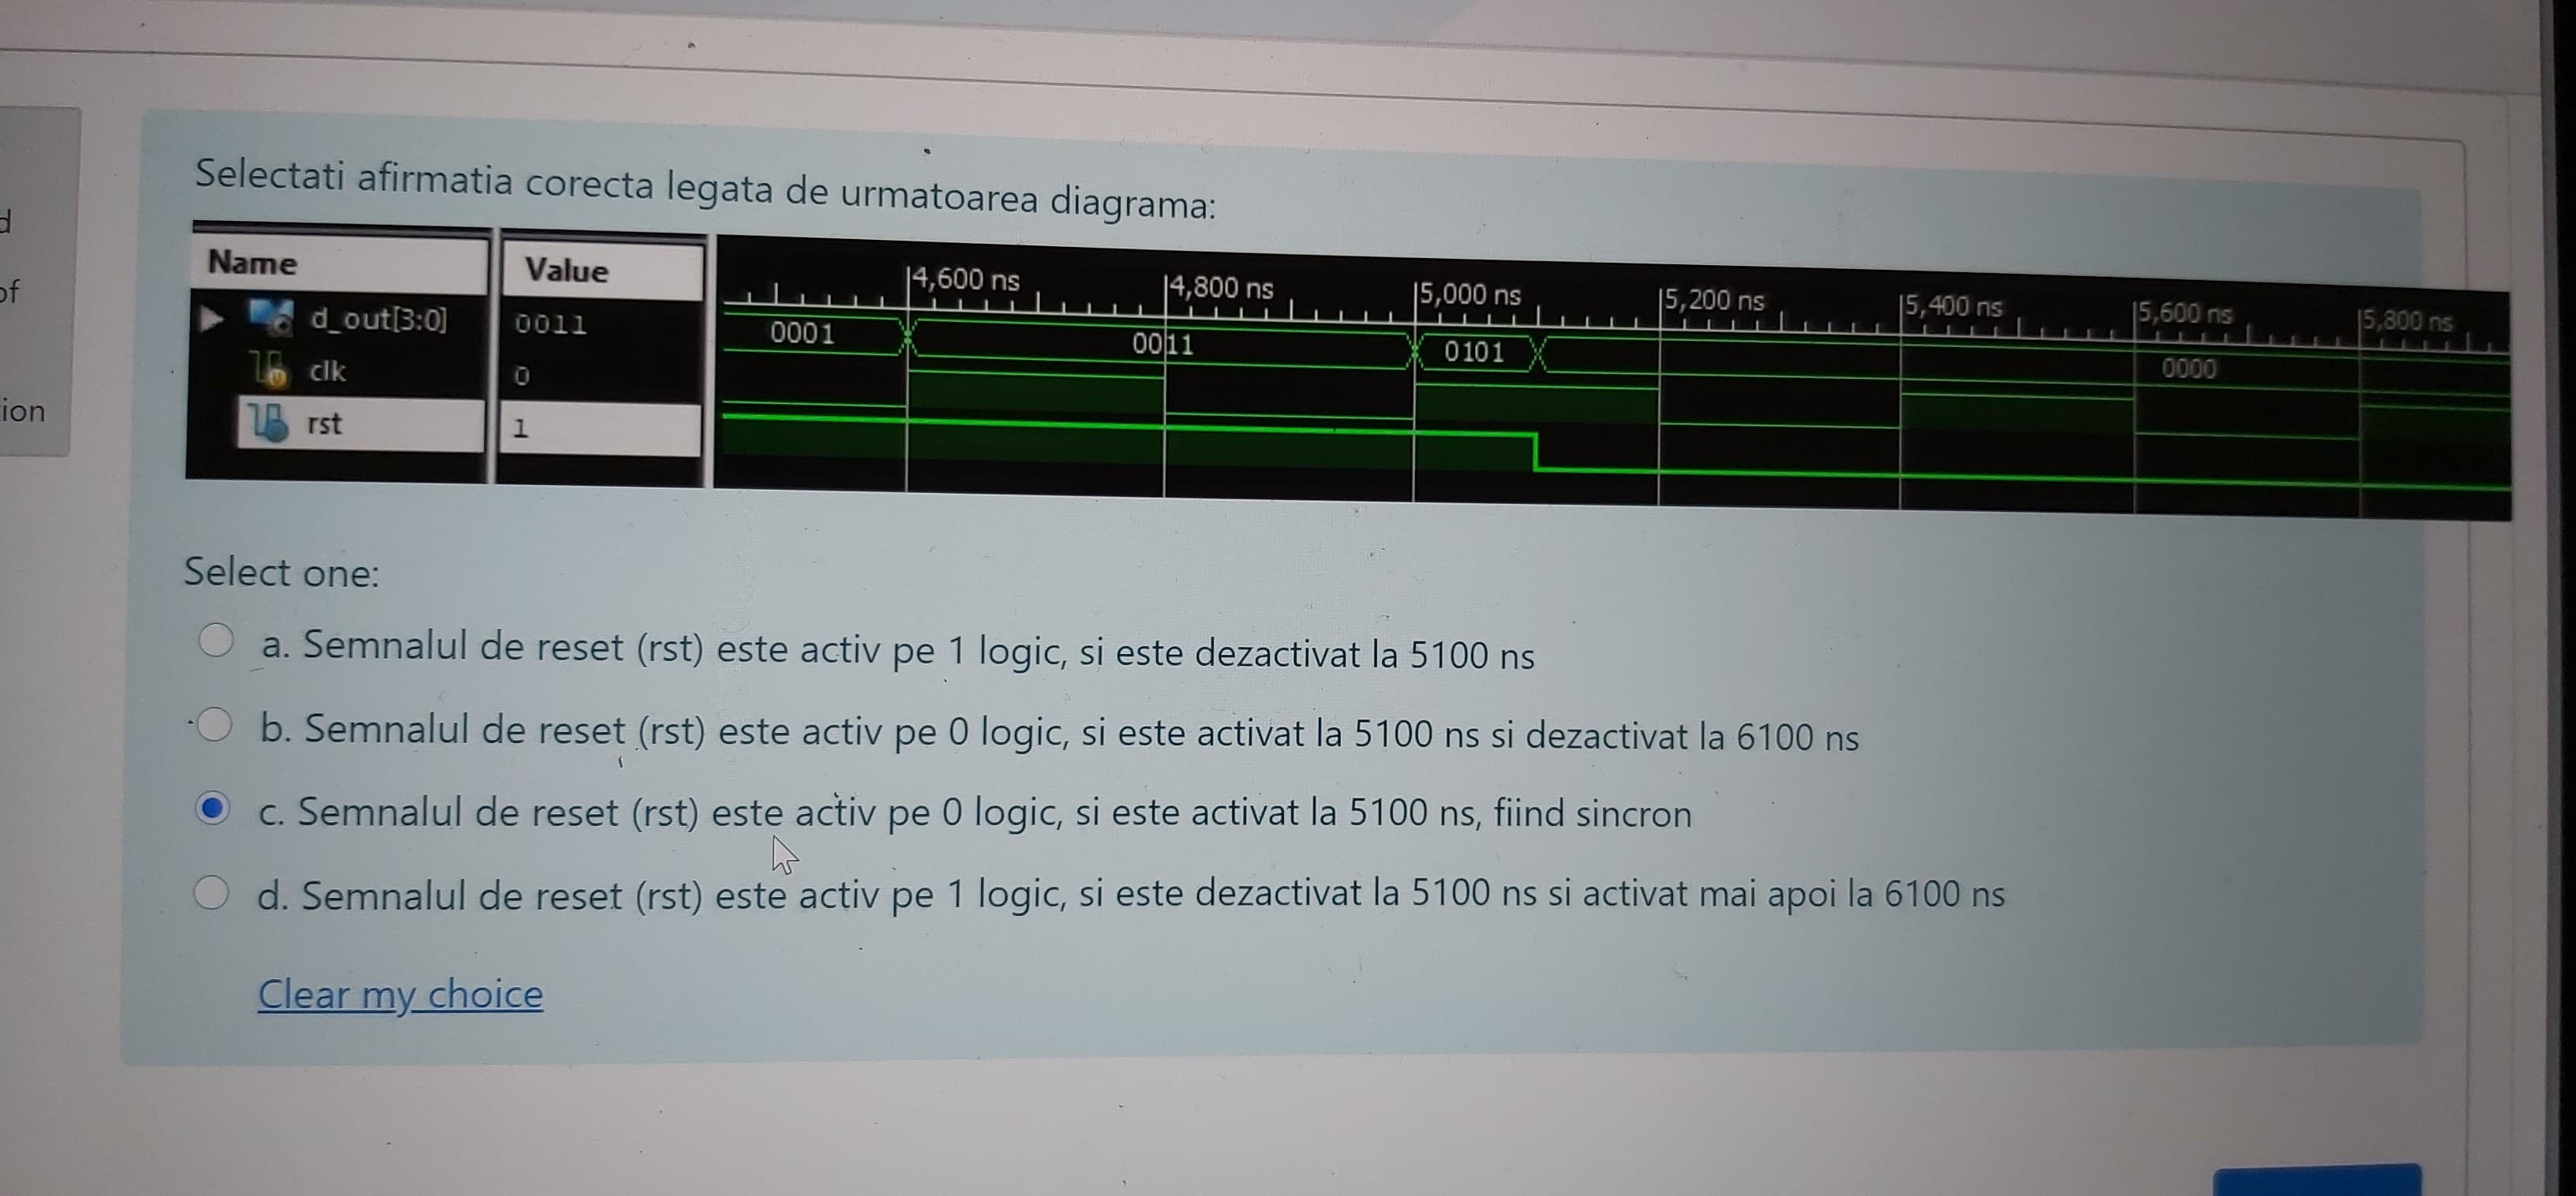 d
of
ion
Selectati afirmatia corecta legata de urmatoarea diagrama:
Name Value
4,600 ns 4,800 ns 5,000 ns 5,200 ns 5,400 ns 5,600 ns 5,800 ns
d_out[3:0] 0011 0001 0011 0101 0000
clk 0
rst 1
Select one:
a. Semnalul de reset (rst) este activ pe 1 logic, si este dezactivat la 5100 ns
b. Semnalul de reset (rst) este activ pe 0 logic, si este activat la 5100 ns si dezactivat la 6100 ns
c. Semnalul de reset (rst) este activ pe 0 logic, si este activat la 5100 ns, fiind sincron
d. Semnalul de reset (rst) este activ pe 1 logic, si este dezactivat la 5100 ns si activat mai apoi la 6100 ns
Clear my choice